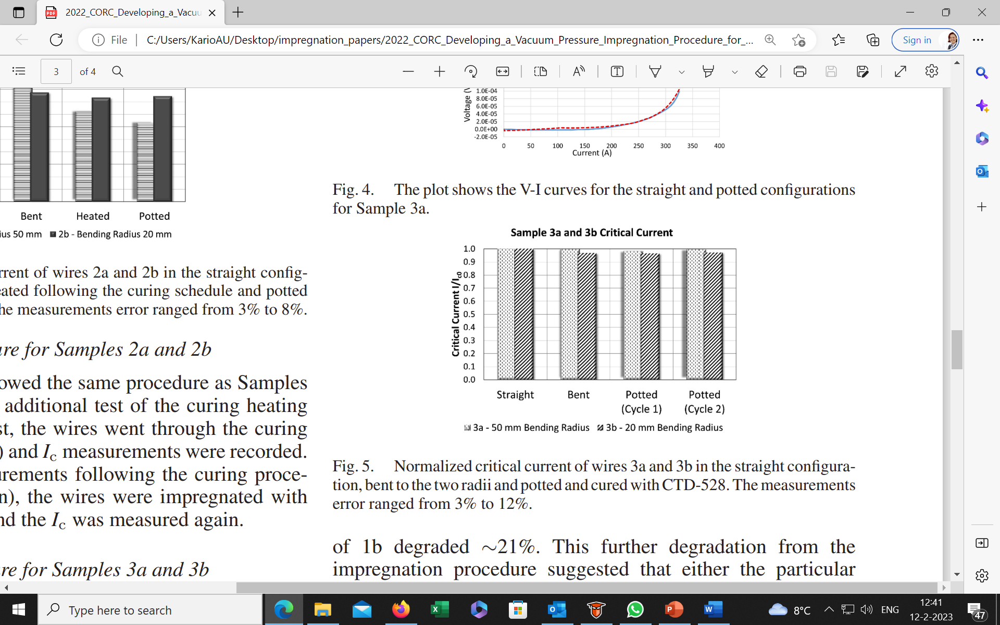 2022_CORC_Developing_a_Vacuu
File
C:/Users/KarioAU/Desktop/impregnation_papers/2022_CORC_Developing_a_Vacuum_Pressure_Impregnation_Procedure_for_...
Sign in
3 of 4
Bent Heated Potted
ius 50 mm 2b - Bending Radius 20 mm
rrent of wires 2a and 2b in the straight config-
eated following the curing schedule and potted
he measurements error ranged from 3% to 8%.
re for Samples 2a and 2b
owed the same procedure as Samples
additional test of the curing heating
st, the wires went through the curing
) and Ic measurements were recorded.
urements following the curing proce-
n), the wires were impregnated with
nd the Ic was measured again.
re for Samples 3a and 3b
Voltage (V
1.0E-04
8.0E-05
6.0E-05
4.0E-05
2.0E-05
0.0E+00
-2.0E-05
0 50 100 150 200 250 300 350 400
Current (A)
Fig. 4. The plot shows the V-I curves for the straight and potted configurations
for Sample 3a.
Sample 3a and 3b Critical Current
Critical Current I/Ic0
1.0
0.9
0.8
0.7
0.6
0.5
0.4
0.3
0.2
0.1
0.0
Straight Bent Potted Potted
(Cycle 1) (Cycle 2)
3a - 50 mm Bending Radius 3b - 20 mm Bending Radius
Fig. 5. Normalized critical current of wires 3a and 3b in the straight configura-
tion, bent to the two radii and potted and cured with CTD-528. The measurements
error ranged from 3% to 12%.
of 1b degraded ~21%. This further degradation from the
impregnation procedure suggested that either the particular
Type here to search
8°C
ENG
12:41
12-2-2023
47